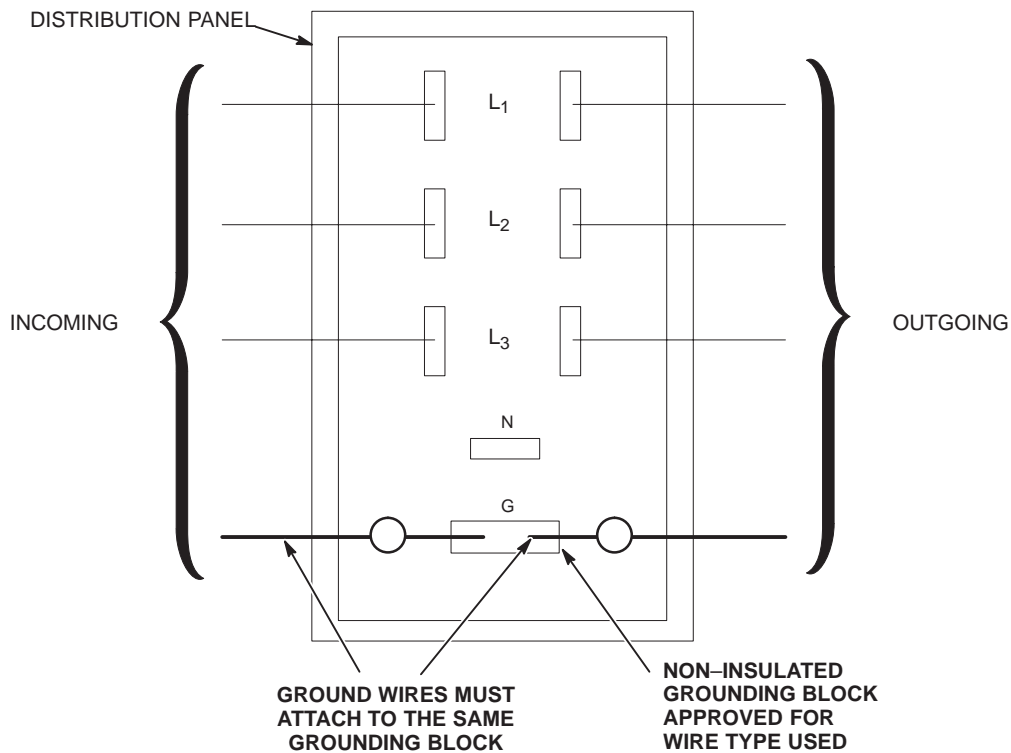 DISTRIBUTION PANEL
L1
L2
L3
INCOMING
OUTGOING
N
G
GROUND WIRES MUST
ATTACH TO THE SAME
GROUNDING BLOCK
NON–INSULATED
GROUNDING BLOCK
APPROVED FOR
WIRE TYPE USED